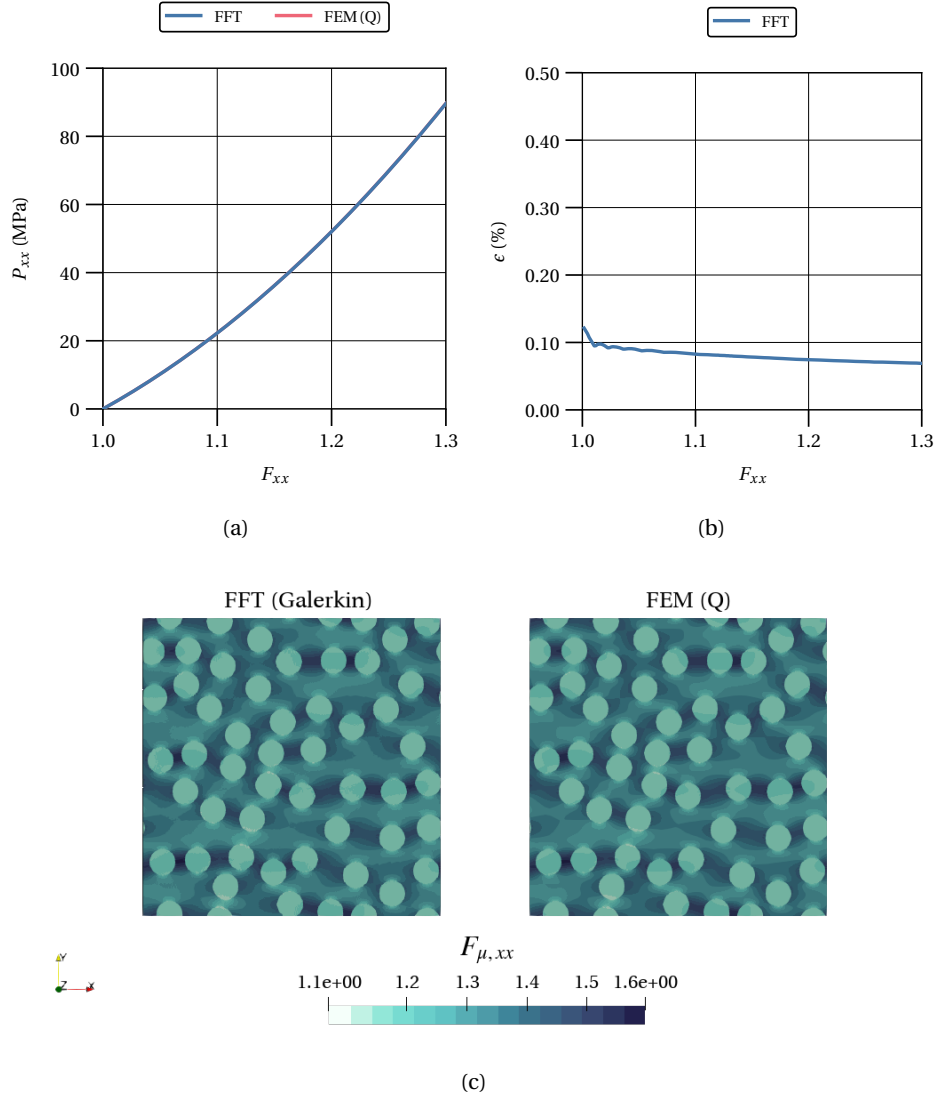 FFT FEM (Q)
100
80
60
40
20
0
P_xx (MPa)
1.0 1.1 1.2 1.3
F_xx
(a)
FFT
0.50
0.40
0.30
0.20
0.10
0.00
ϵ (%)
1.0 1.1 1.2 1.3
F_xx
(b)
FFT (Galerkin) FEM (Q)
F_μ,xx
1.1e+00 1.2 1.3 1.4 1.5 1.6e+00
Y
Z X
(c)